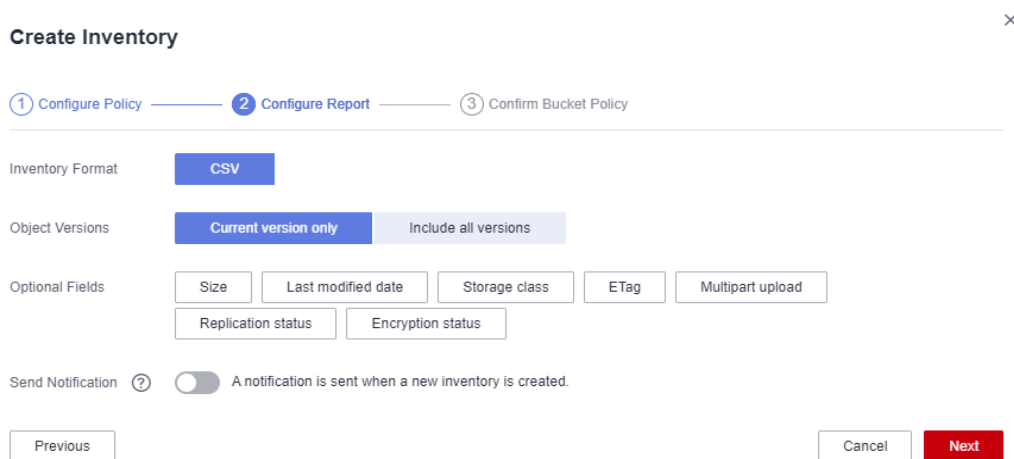 Create Inventory
1 Configure Policy 2 Configure Report 3 Confirm Bucket Policy
Inventory Format CSV
Object Versions Current version only Include all versions
Optional Fields Size Last modified date Storage class ETag Multipart upload
Replication status Encryption status
Send Notification ? A notification is sent when a new inventory is created.
Previous Cancel Next